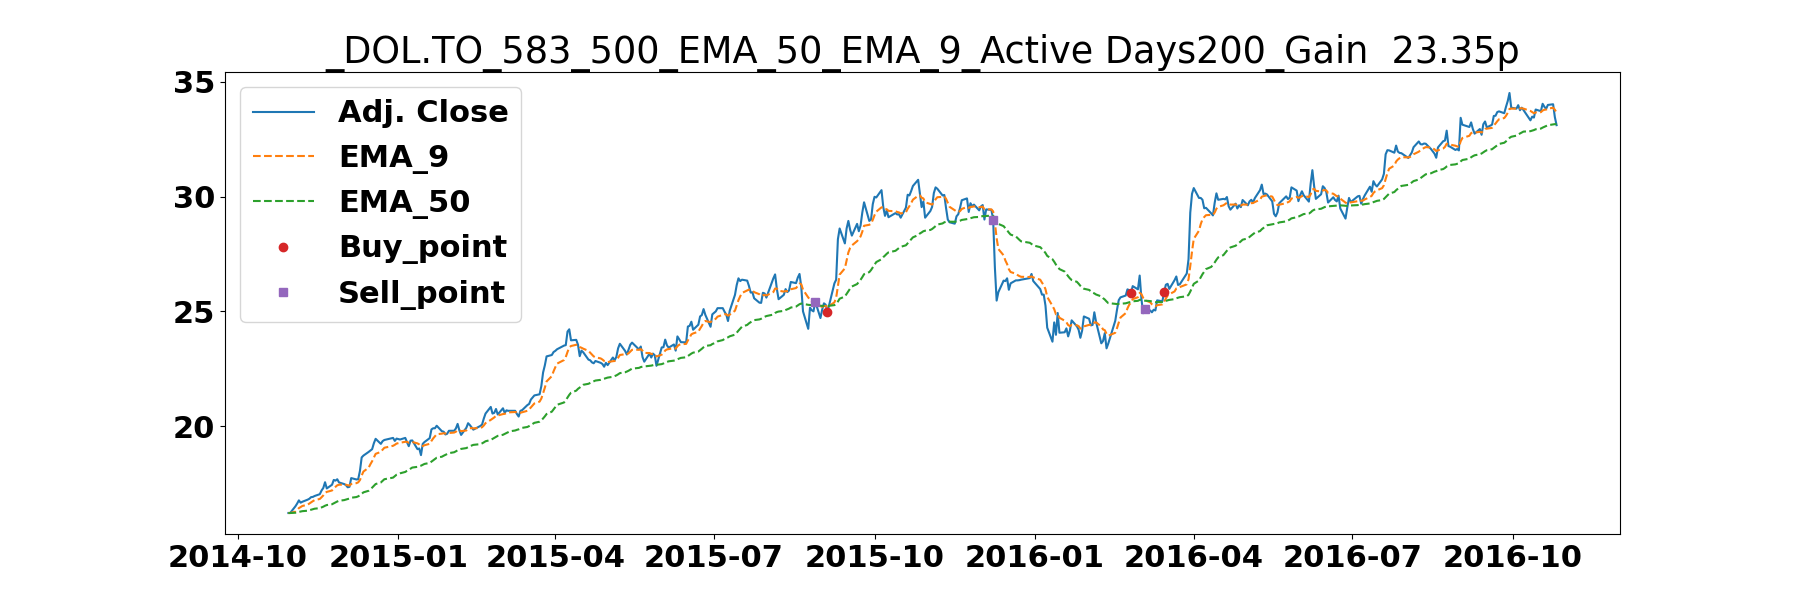 _DOL.TO_583_500_EMA_50_EMA_9_Active Days200_Gain  23.35p
35
30
25
20
Adj. Close
EMA_9
EMA_50
Buy_point
Sell_point
2014-10 2015-01 2015-04 2015-07 2015-10 2016-01 2016-04 2016-07 2016-10